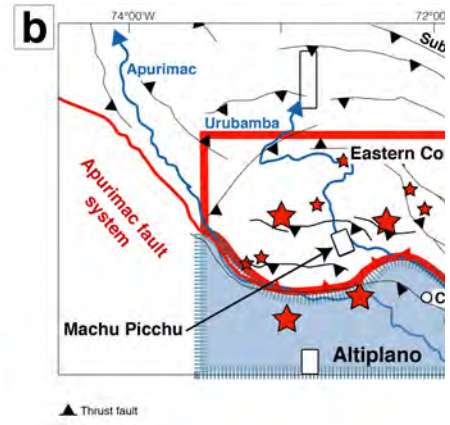 b
74°00'W
72°00'
Sub
Apurimac
Urubamba
Eastern Co
Apurimac fault
system
Machu Picchu
C
Altiplano
Thrust fault